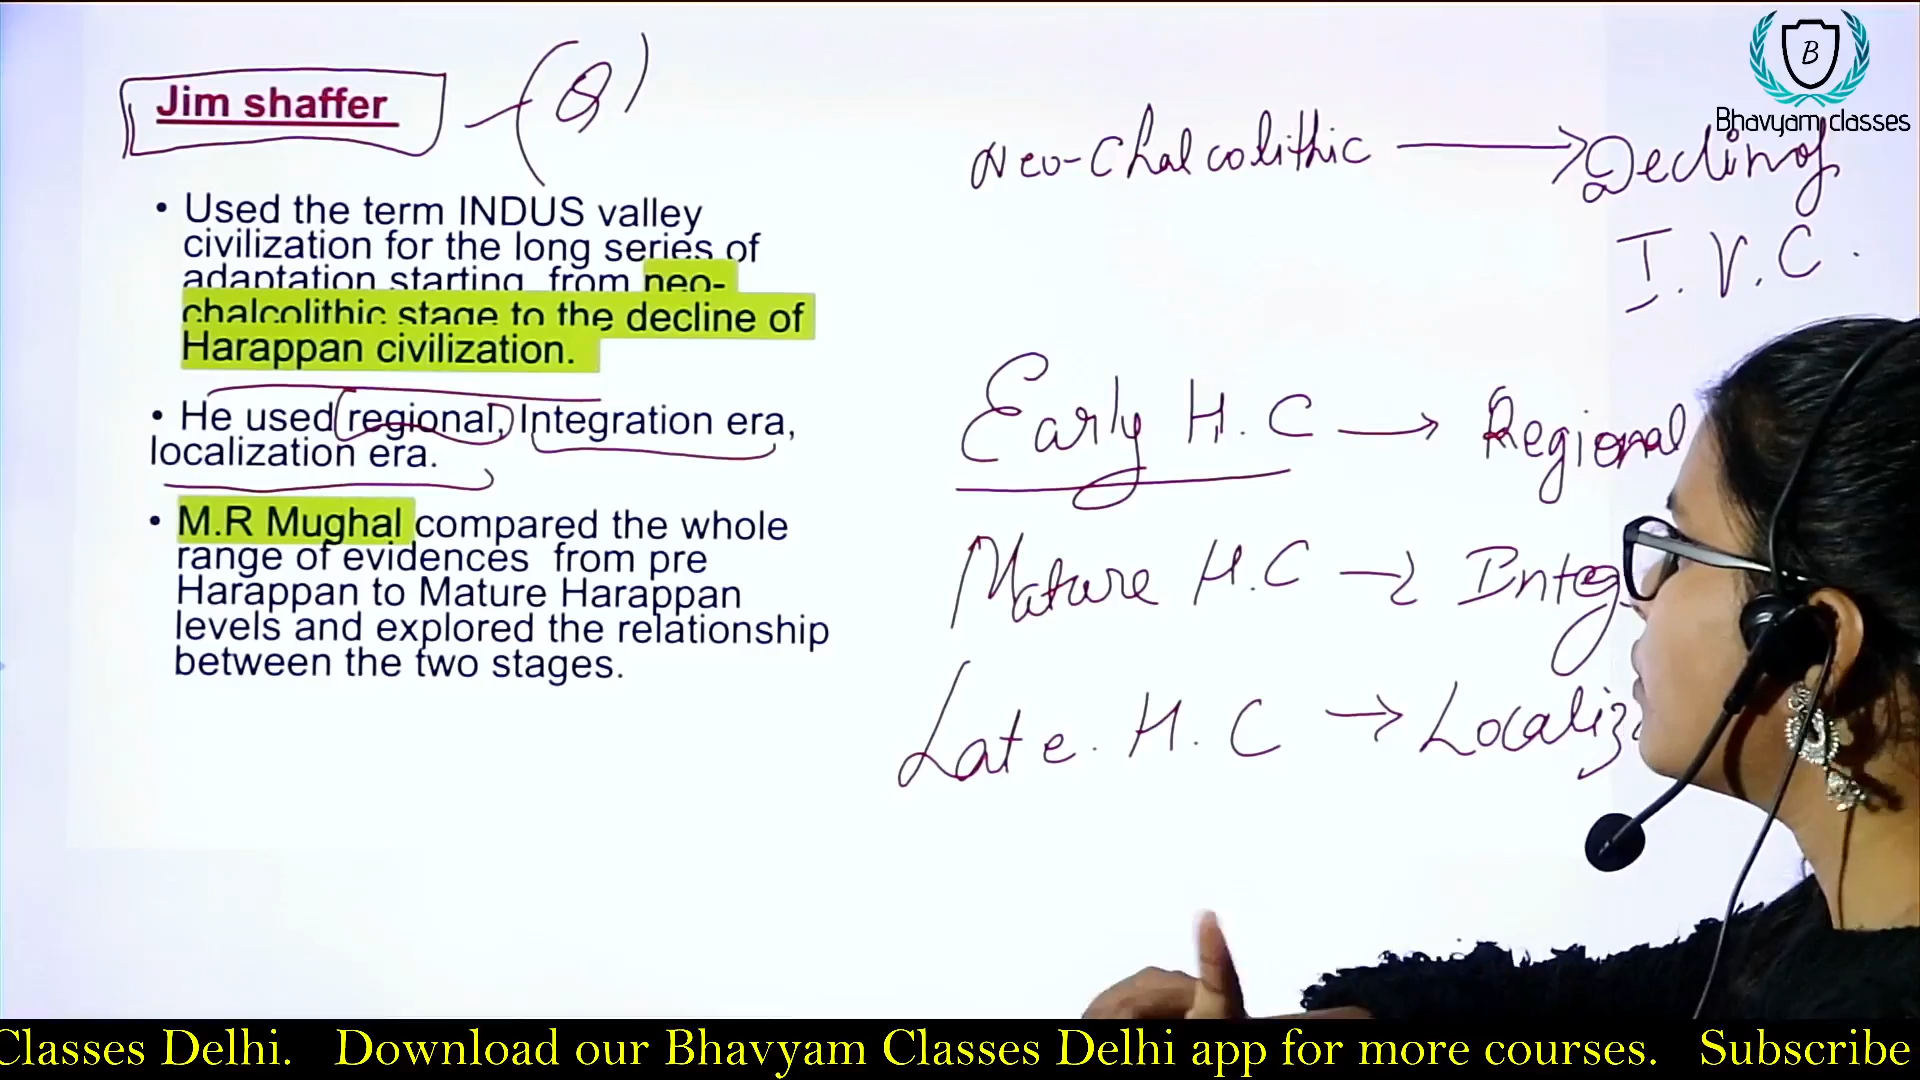 Jim shaffer
(Q)
• Used the term INDUS valley
civilization for the long series of
adaptation starting from neo-
chalcolithic stage to the decline of
Harappan civilization.
• He used regional, Integration era,
localization era.
• M.R Mughal compared the whole
range of evidences from pre
Harappan to Mature Harappan
levels and explored the relationship
between the two stages.
B
Bhavyam classes
Neo-Chalcolithic → Declin of
I.V.C.
Early H.C → Regional
Mature H.C → Integ
Late. H.C → Localiz
Classes Delhi. Download our Bhavyam Classes Delhi app for more courses. Subscribe